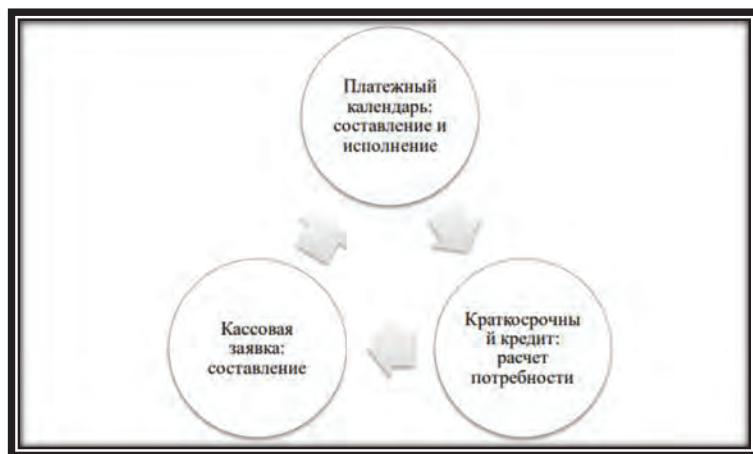 Платежный
календарь:
составление и
исполнение
Кассовая
заявка:
составление
Краткосрочны
й кредит:
расчет
потребности